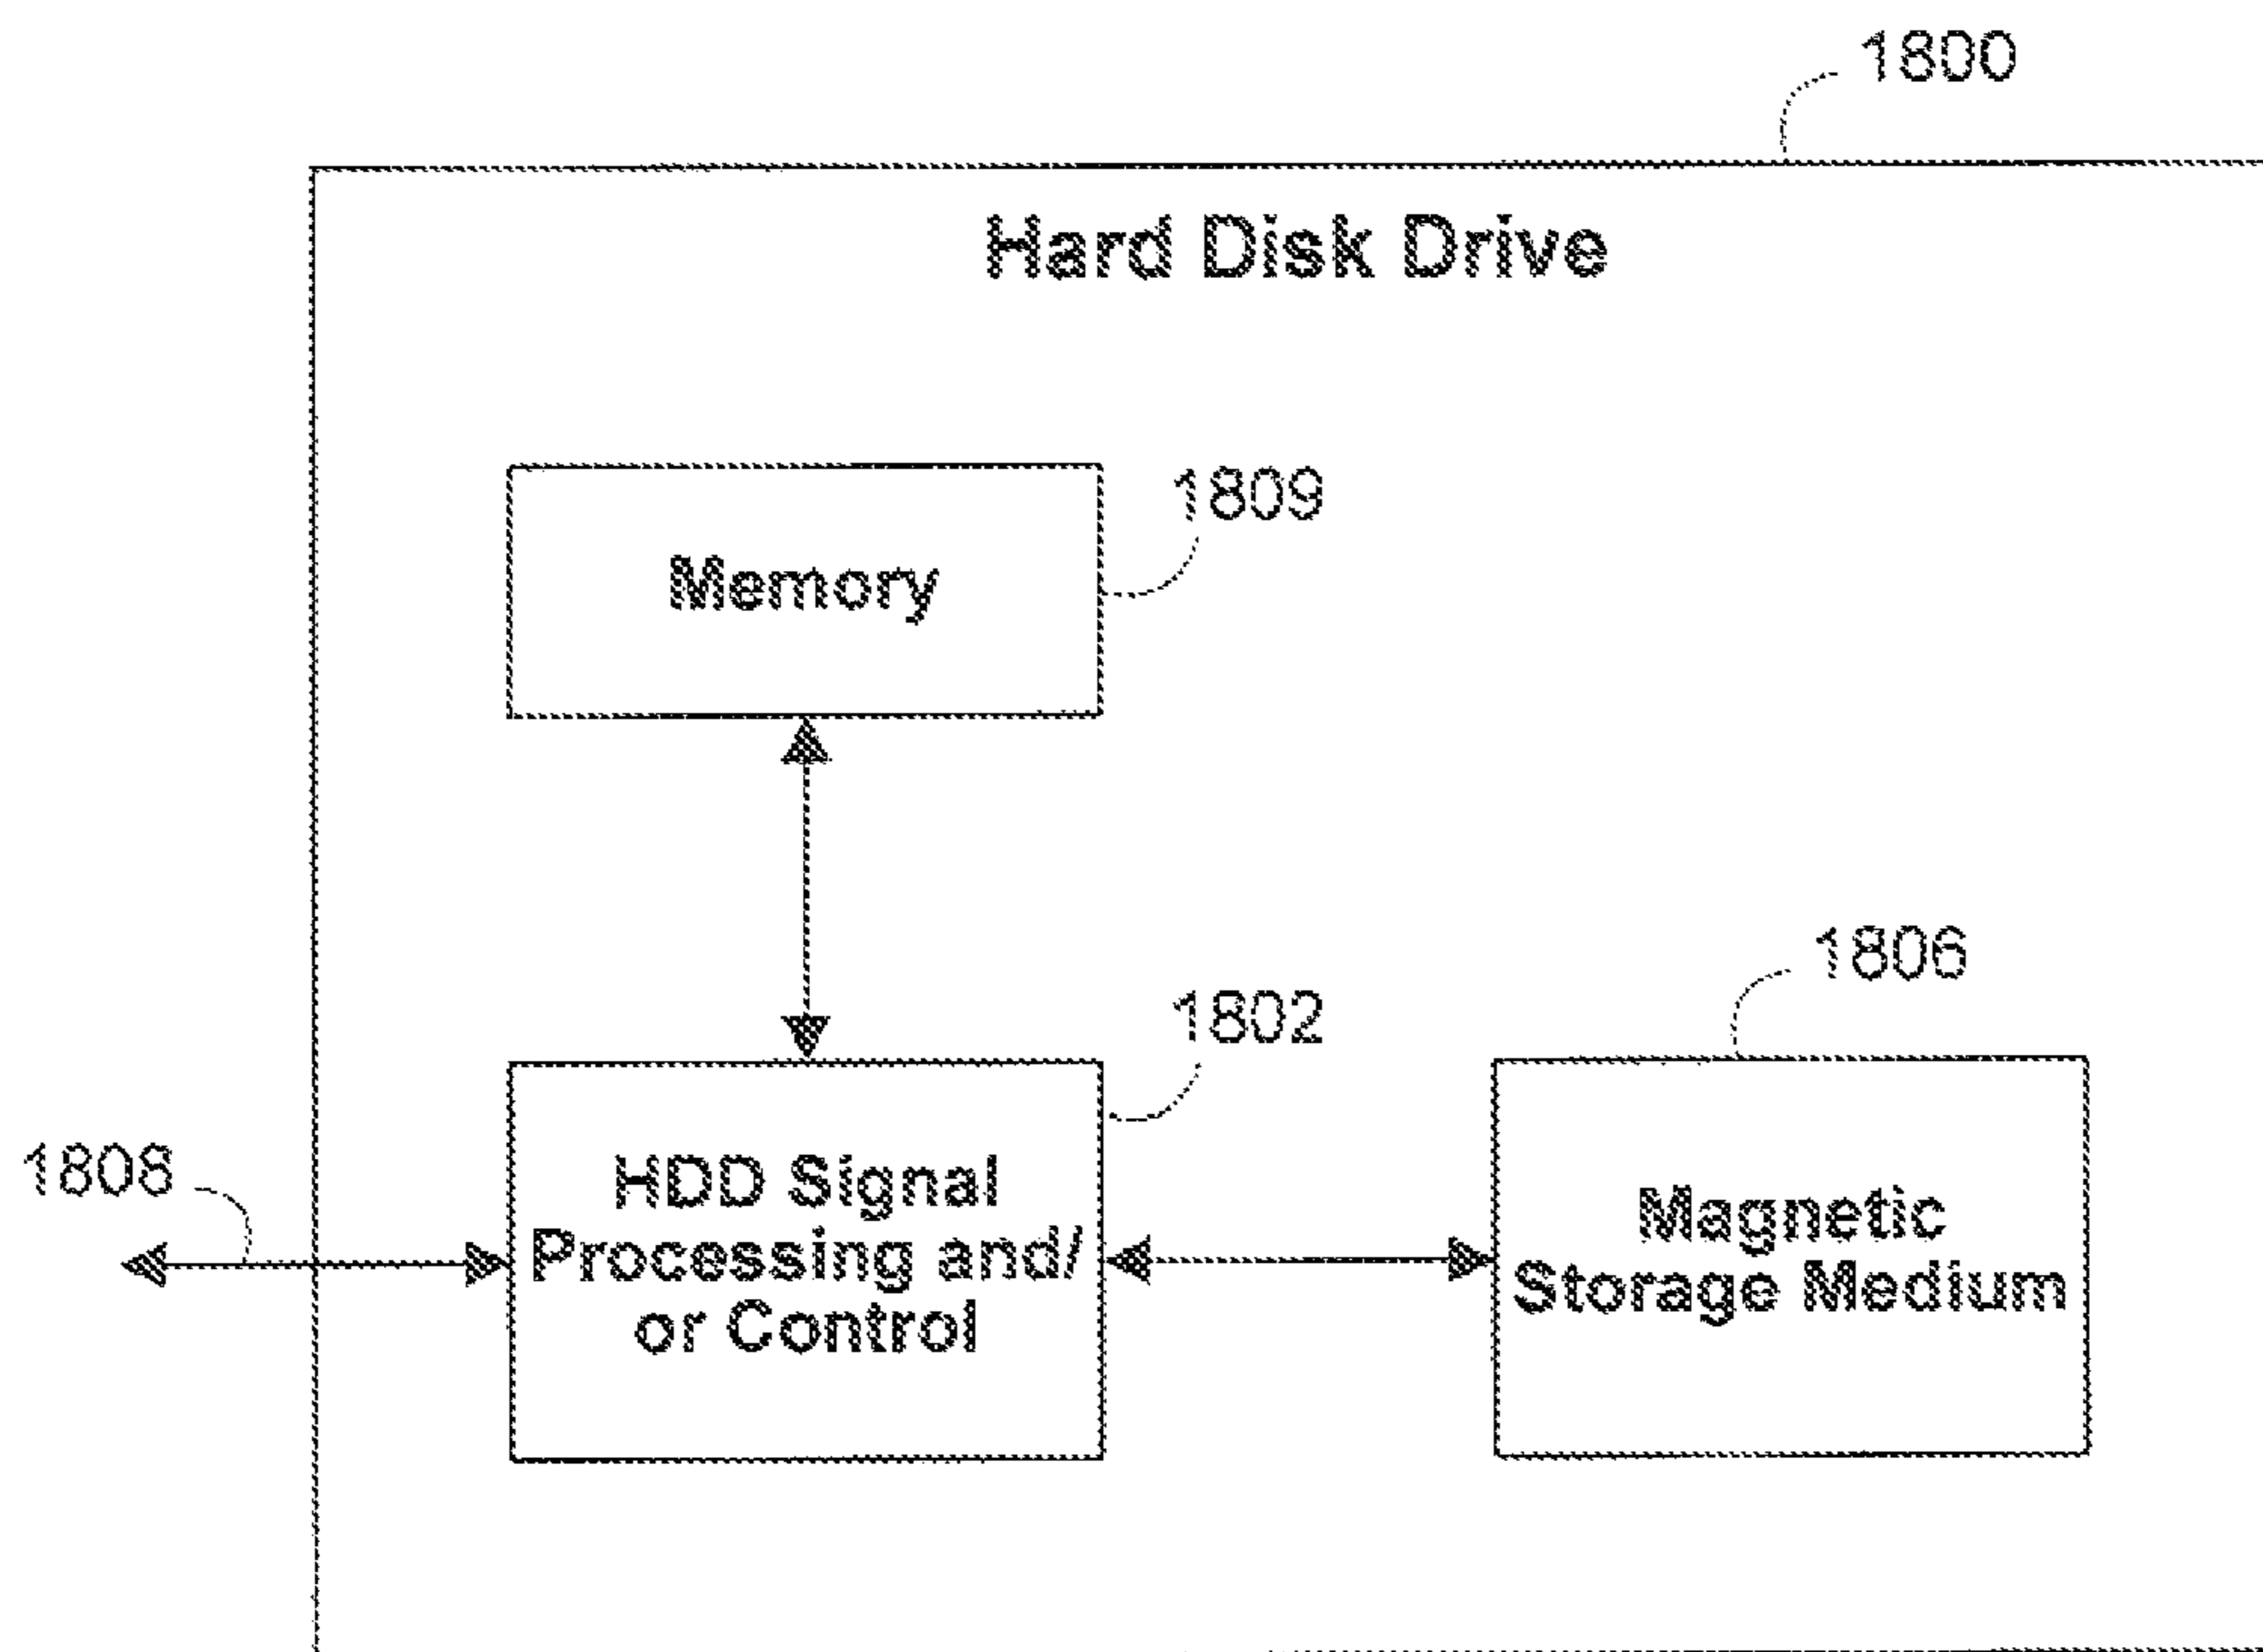 1800
Hard Disk Drive
1809
Memory
1806
1802
1808
HDD Signal
Processing and/
or Control
Magnetic
Storage Medium